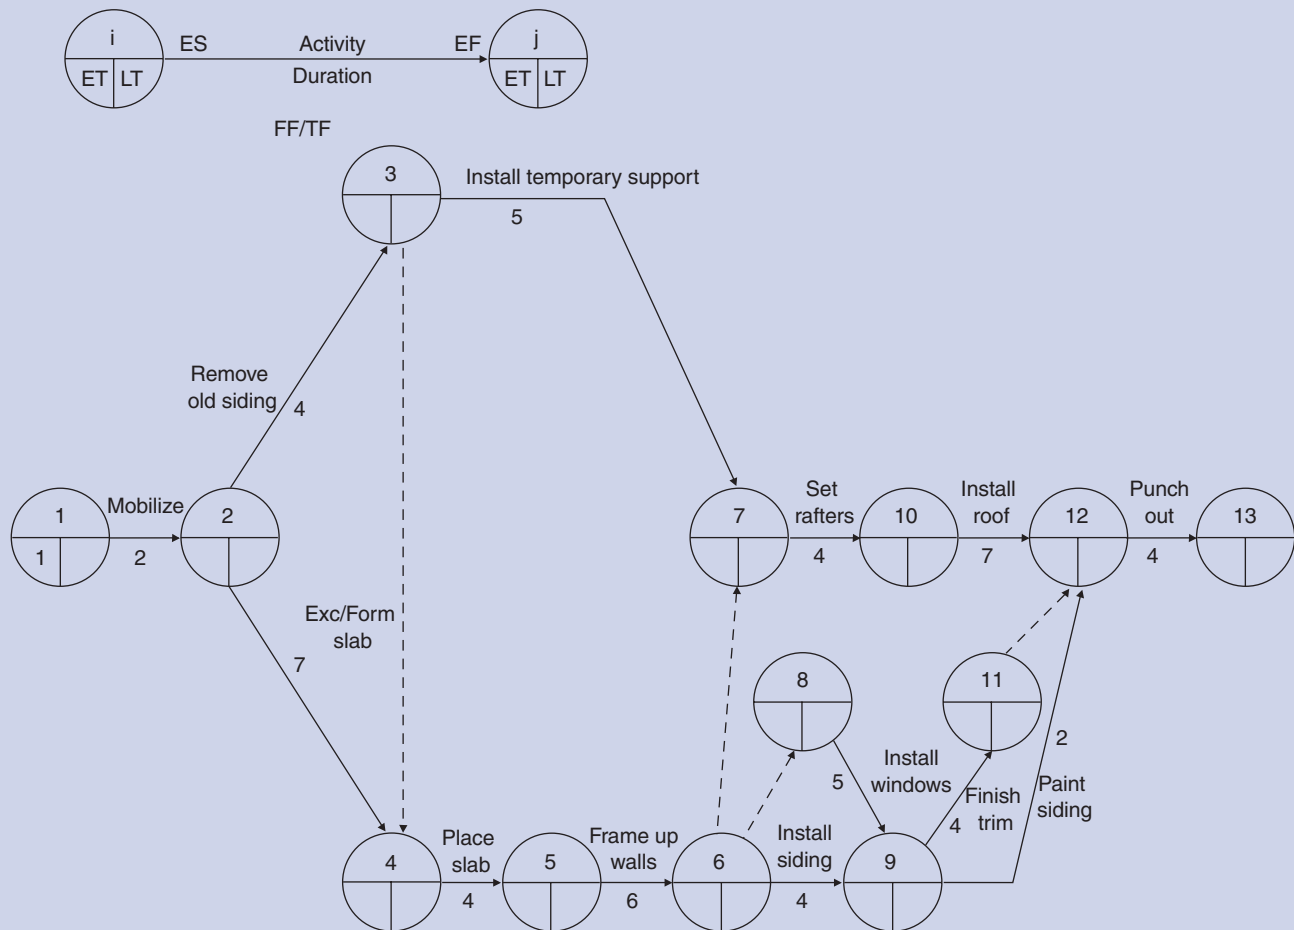 i
ES
Activity
EF
j
ET
LT
Duration
ET
LT
FF/TF
3
Install temporary support
5
Remove
old siding
4
1
Mobilize
2
1
2
Exc/Form
slab
7
7
Set
rafters
4
10
Install
roof
7
12
Punch
out
4
13
8
5
Install
windows
11
Finish
trim
4
2
Paint
siding
4
Place
slab
4
5
Frame up
walls
6
6
Install
siding
4
9